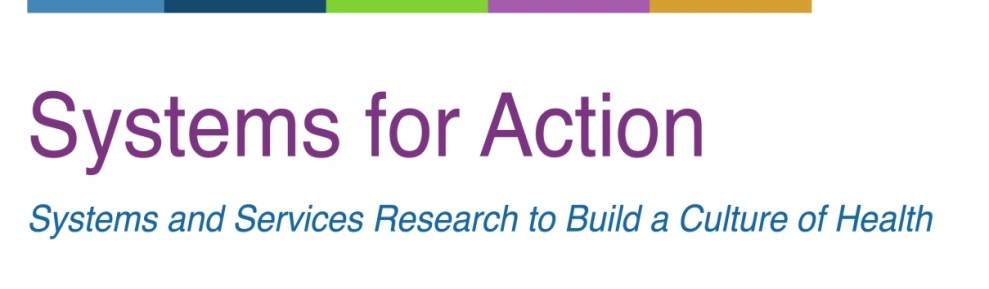 Systems for Action
Systems and Services Research to Build a Culture of Health